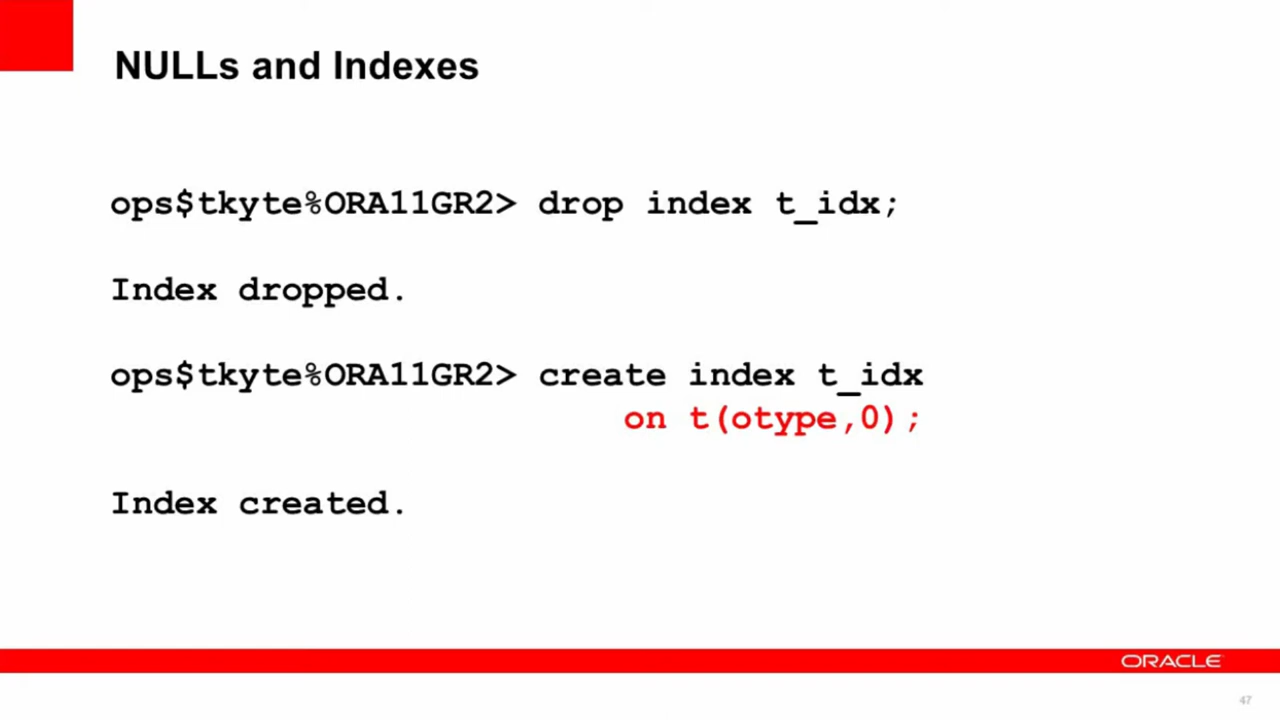 NULLs and Indexes
ops$tkyte%ORA11GR2> drop index t_idx;
Index dropped.
ops$tkyte%ORA11GR2> create index t_idx
on t(otype,0);
Index created.
ORACLE
47